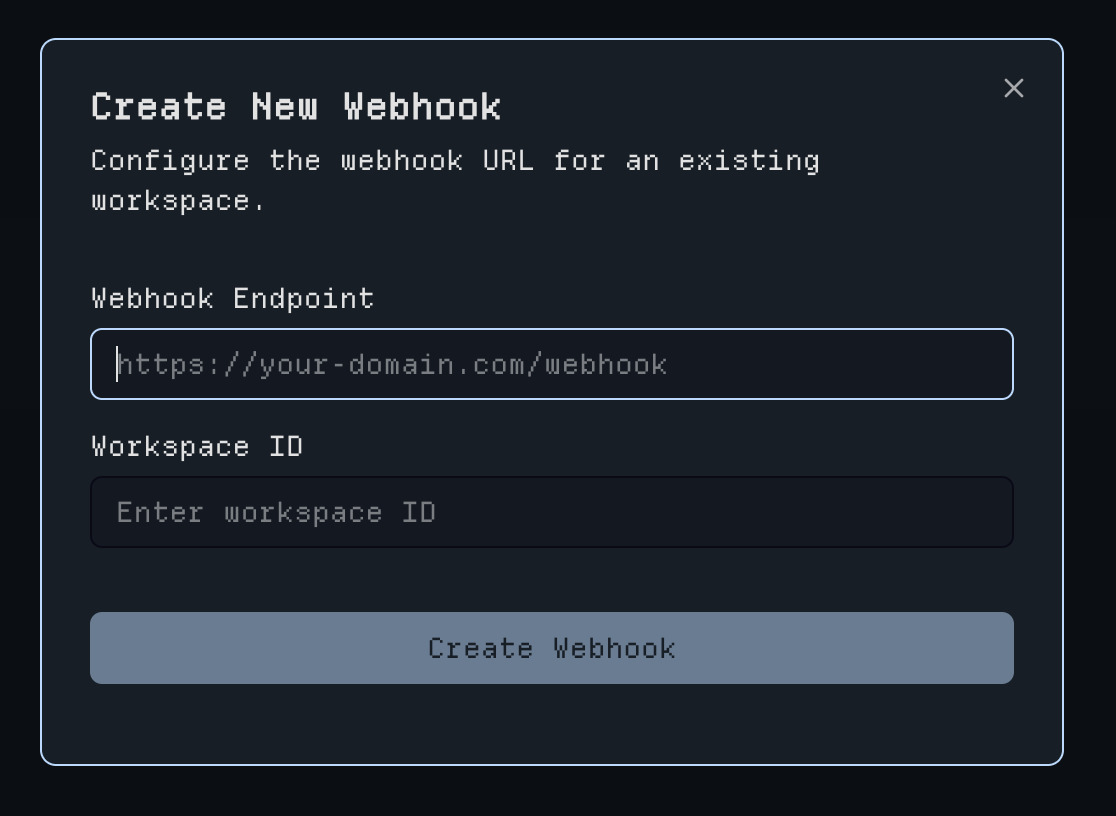 Create New Webhook
Configure the webhook URL for an existing
workspace.
Webhook Endpoint
https://your-domain.com/webhook
Workspace ID
Enter workspace ID
Create Webhook